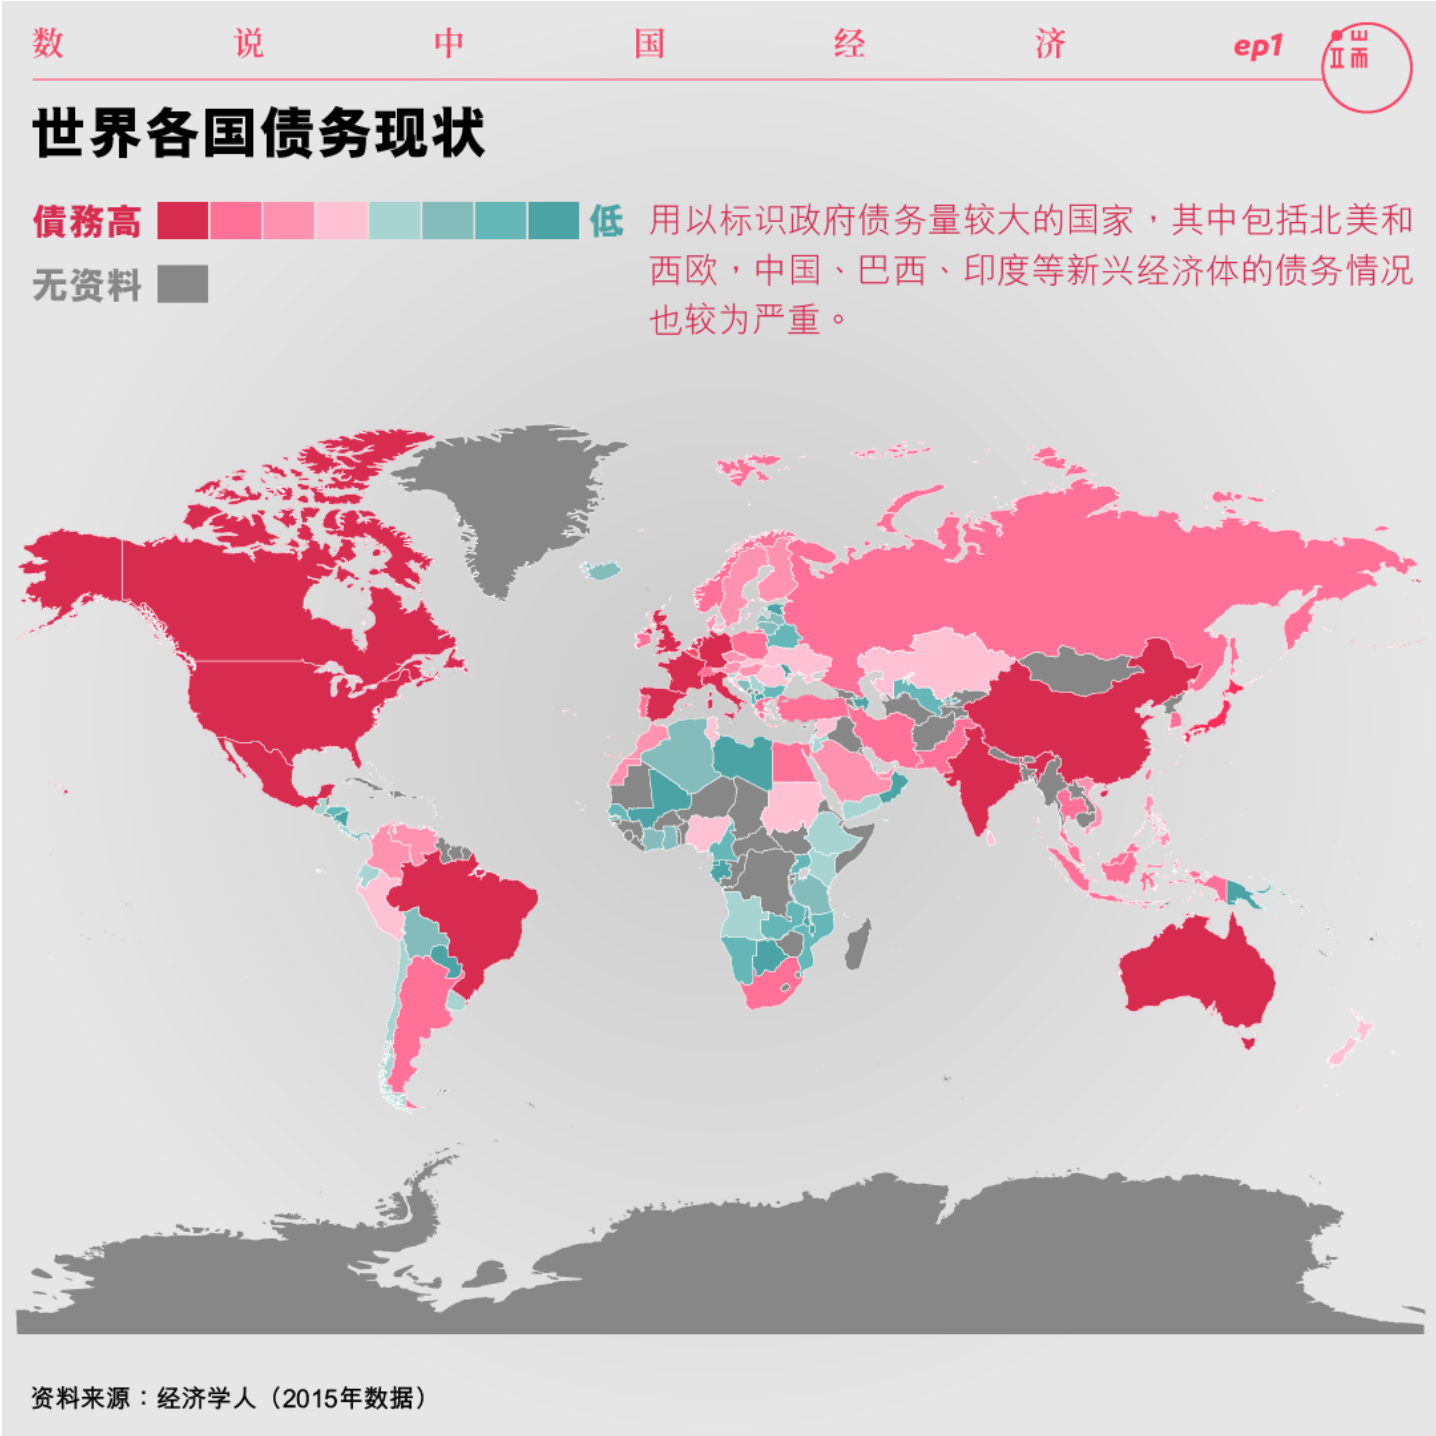 数说中国经济 ep1 端
世界各国债务现状
債務高 低
无资料
用以标识政府债务量较大的国家，其中包括北美和
西欧，中国、巴西、印度等新兴经济体的债务情况
也较为严重。
资料来源：经济学人（2015年数据）